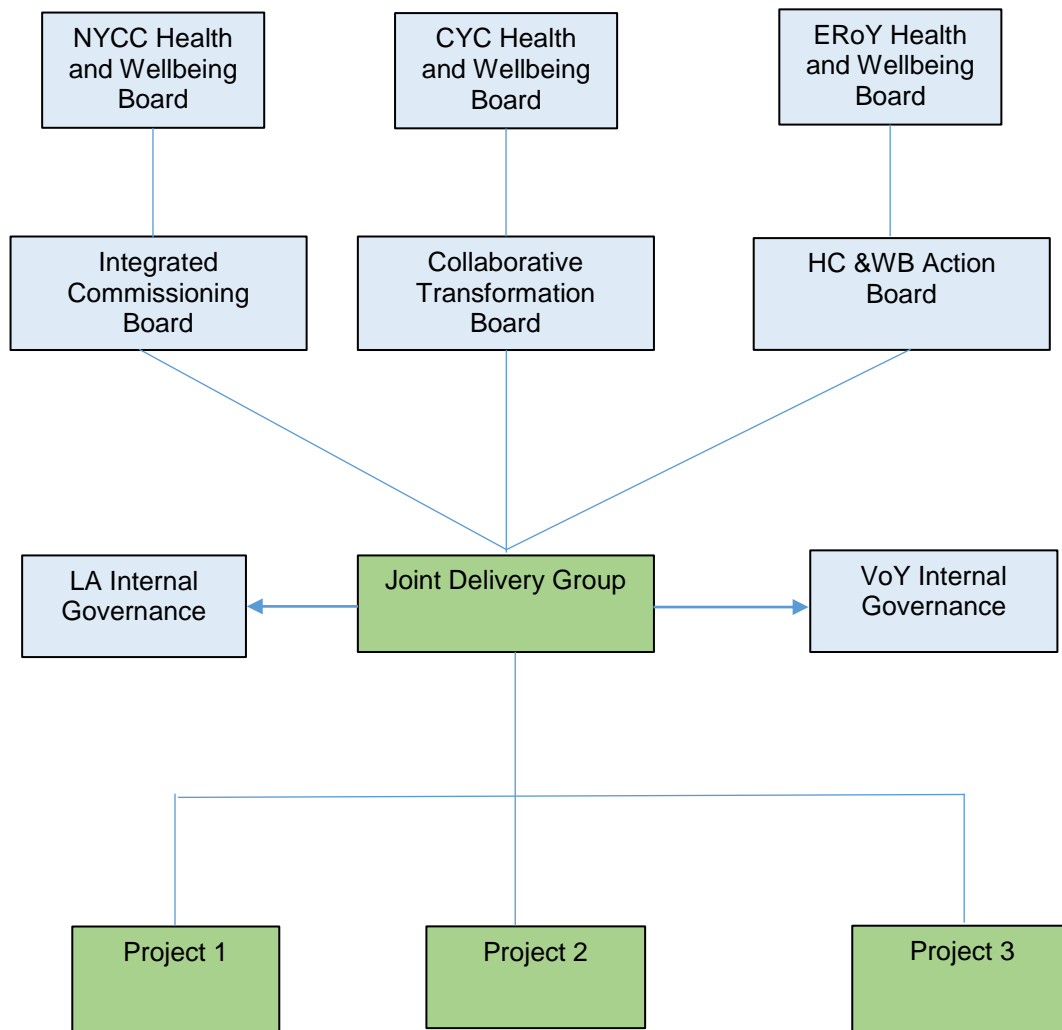 NYCC Health
and Wellbeing
Board
CYC Health
and Wellbeing
Board
ERoY Health
and Wellbeing
Board
Integrated
Commissioning
Board
Collaborative
Transformation
Board
HC &WB Action
Board
LA Internal
Governance
Joint Delivery Group
VoY Internal
Governance
Project 1
Project 2
Project 3